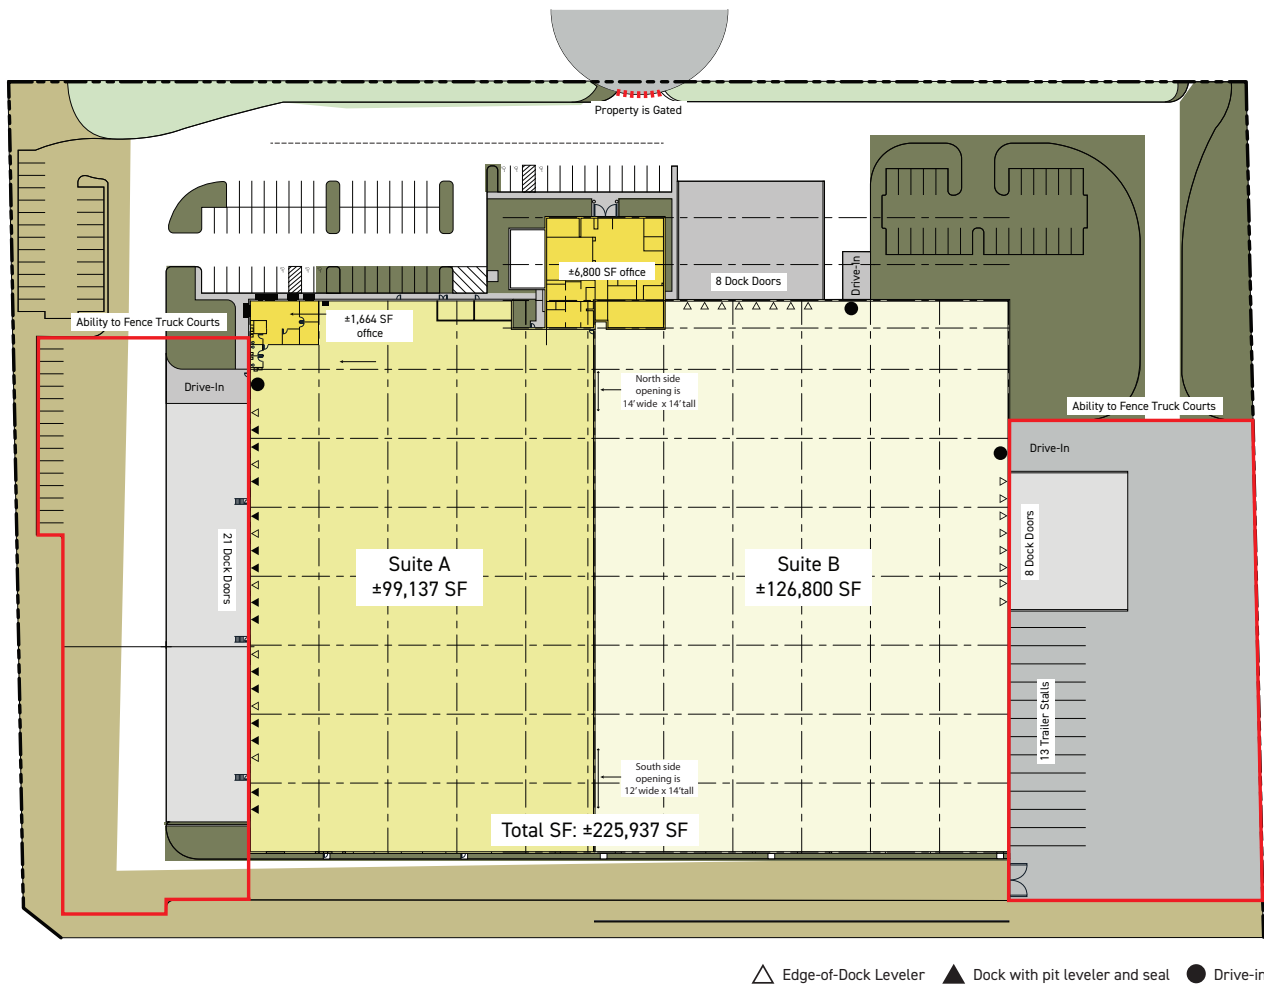 Property is Gated
±6,800 SF office
8 Dock Doors
Drive-In
±1,664 SF
office
Ability to Fence Truck Courts
Drive-In
North side
opening is
14' wide x 14' tall
Ability to Fence Truck Courts
Drive-In
21 Dock Doors
8 Dock Doors
Suite A
±99,137 SF
Suite B
±126,800 SF
13 Trailer Stalls
South side
opening is
12' wide x 14' tall
Total SF: ±225,937 SF
Edge-of-Dock Leveler
Dock with pit leveler and seal
Drive-in